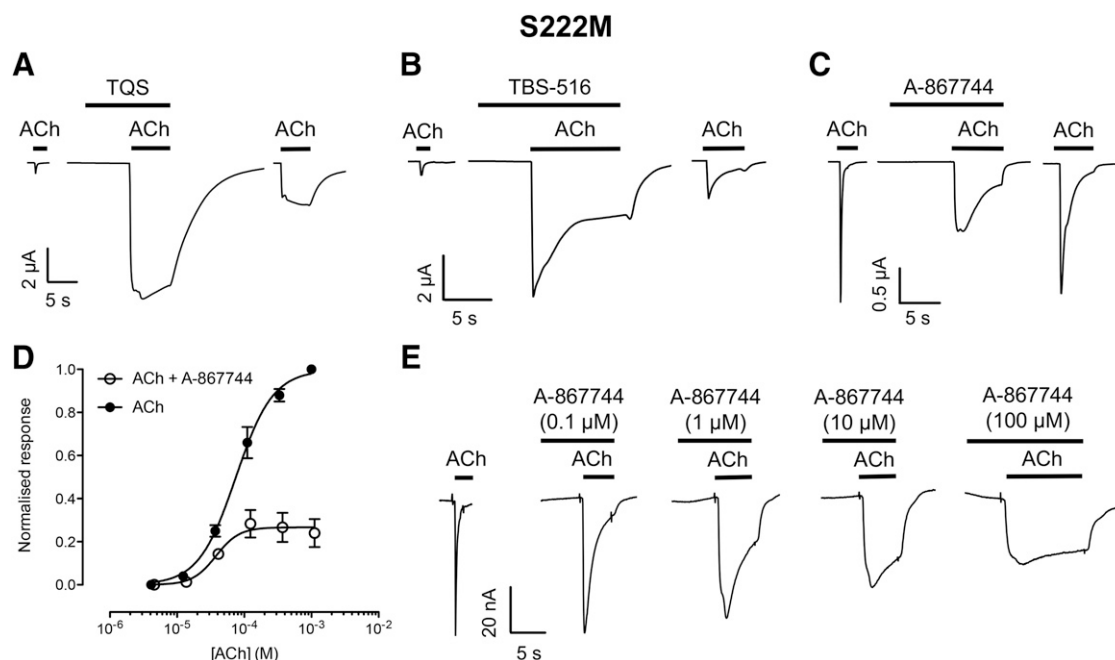 S222M
A
TQS
ACh
ACh
ACh
2 µA
5 s
B
TBS-516
ACh
ACh
ACh
2 µA
5 s
C
A-867744
ACh
ACh
ACh
0.5 µA
5 s
D
ACh + A-867744
ACh
Normalised response
1.0
0.8
0.6
0.4
0.2
0.0
10⁻⁶
10⁻⁵
10⁻⁴
10⁻³
10⁻²
[ACh] (M)
E
ACh
A-867744
(0.1 µM)
ACh
A-867744
(1 µM)
ACh
A-867744
(10 µM)
ACh
A-867744
(100 µM)
ACh
20 nA
5 s